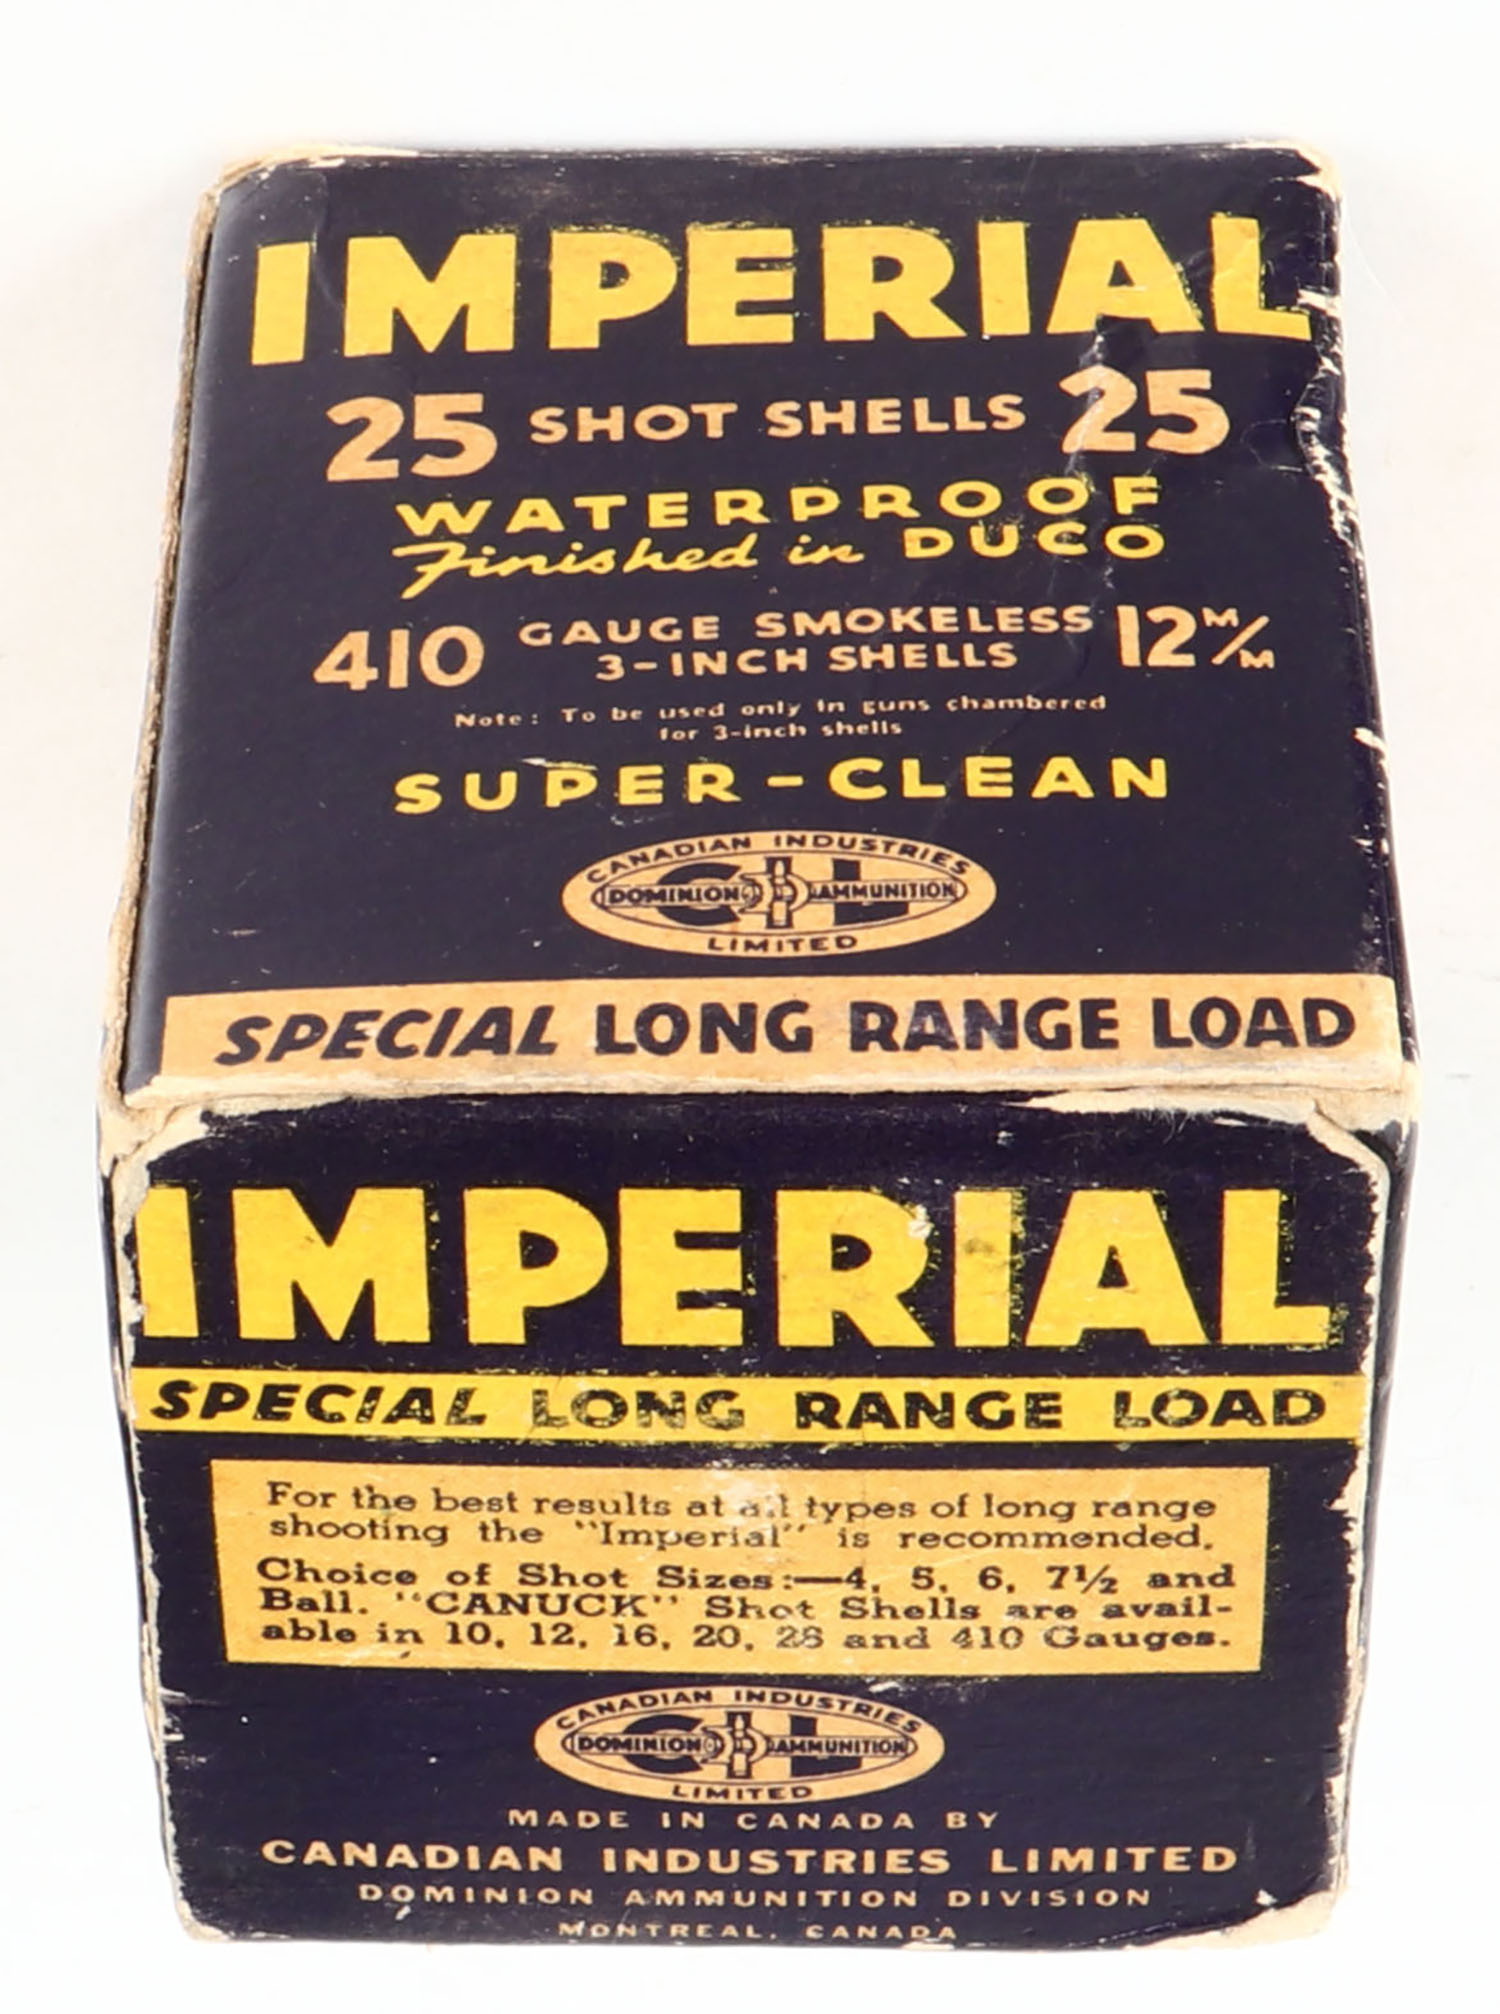 IMPERIAL
25 SHOT SHELLS 25
WATERPROOF
Finished in DUCO
410 GAUGE SMOKELESS 12 M/M
3-INCH SHELLS
Note: To be used only in guns chambered
for 3-inch shells
SUPER-CLEAN
CANADIAN INDUSTRIES
CIL
DOMINION AMMUNITION
LIMITED
SPECIAL LONG RANGE LOAD
IMPERIAL
SPECIAL LONG RANGE LOAD
For the best results at all types of long range
shooting the "Imperial" is recommended.
Choice of Shot Sizes:—4, 5, 6, 7½ and
Ball. "CANUCK" Shot Shells are avail-
able in 10, 12, 16, 20, 28 and 410 Gauges.
CANADIAN INDUSTRIES
CIL
DOMINION AMMUNITION
LIMITED
MADE IN CANADA BY
CANADIAN INDUSTRIES LIMITED
DOMINION AMMUNITION DIVISION
MONTREAL, CANADA